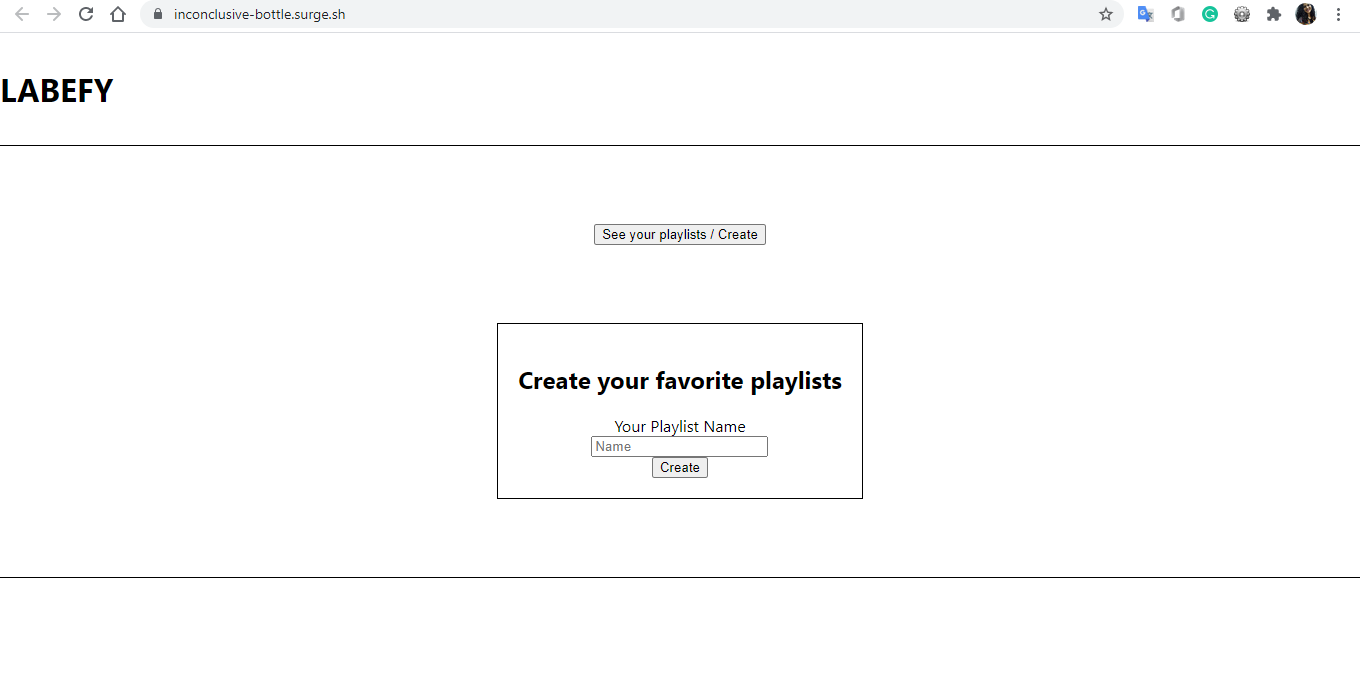 inconclusive-bottle.surge.sh
LABEFY
See your playlists / Create
Create your favorite playlists
Your Playlist Name
Name
Create